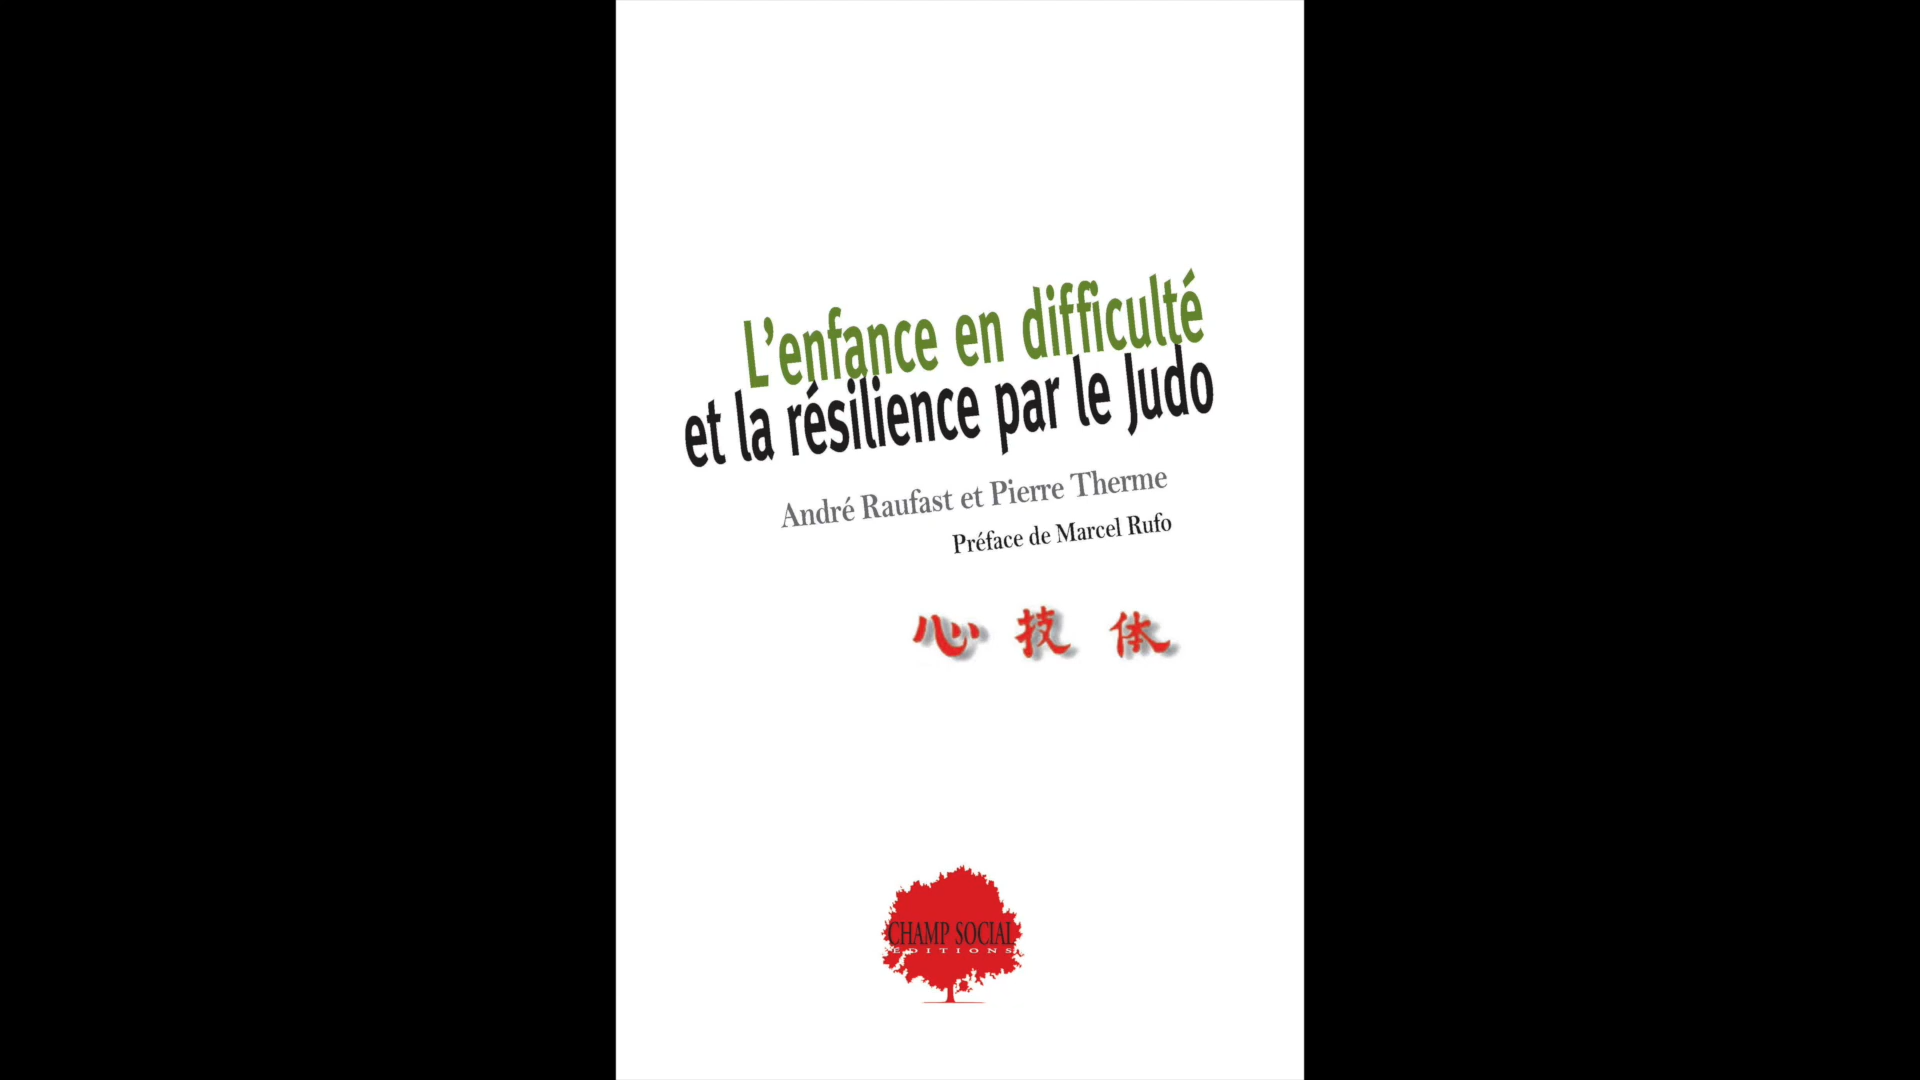 L’enfance en difficulté
et la résilience par le Judo
André Raufast et Pierre Therme
Préface de Marcel Rufo
心 技 体
CHAMP SOCIAL
ÉDITIONS